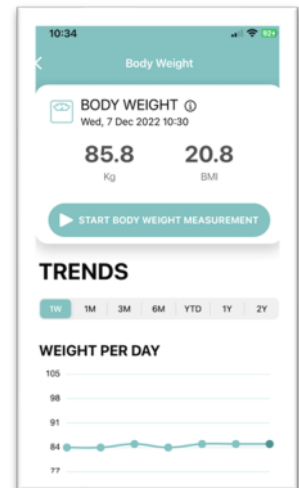 10:34
92+
Body Weight
BODY WEIGHT ⓘ
Wed, 7 Dec 2022 10:30
85.8 20.8
Kg BMI
START BODY WEIGHT MEASUREMENT
TRENDS
1W 1M 3M 6M YTD 1Y 2Y
WEIGHT PER DAY
105
98
91
84
77